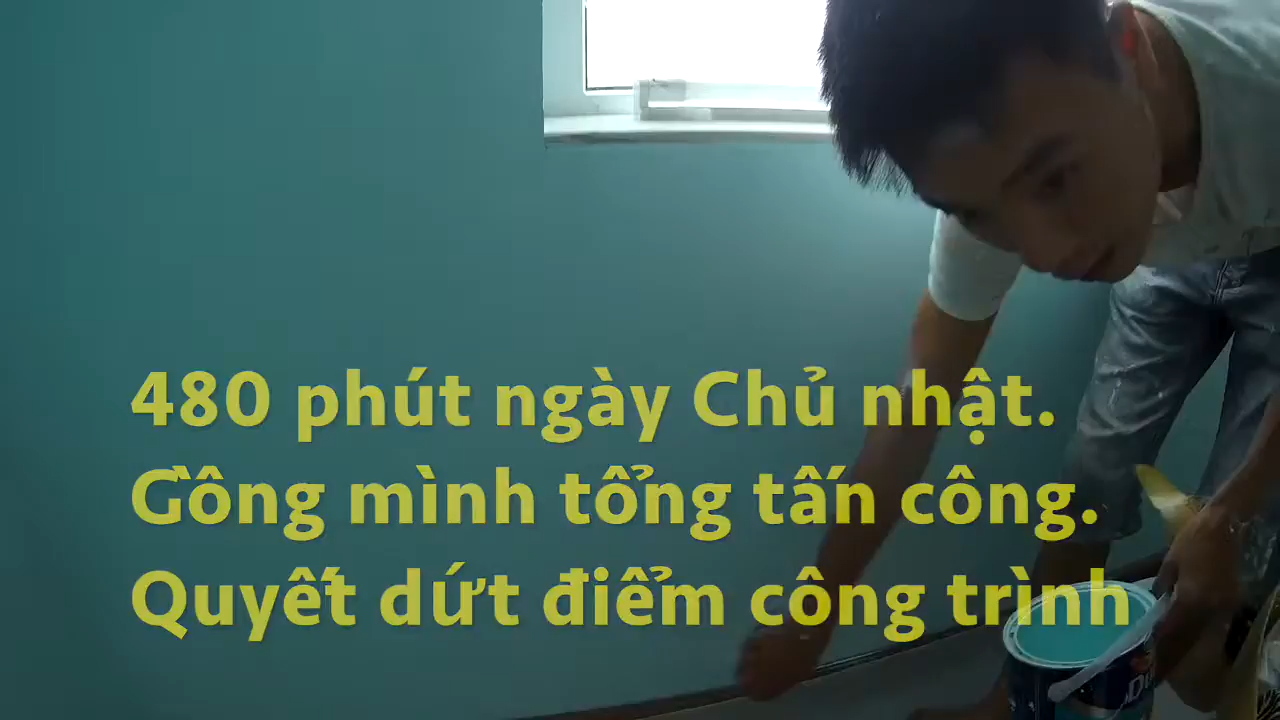 480 phút ngày Chủ nhật.
Gồng mình tổng tấn công.
Quyết dứt điểm công trình